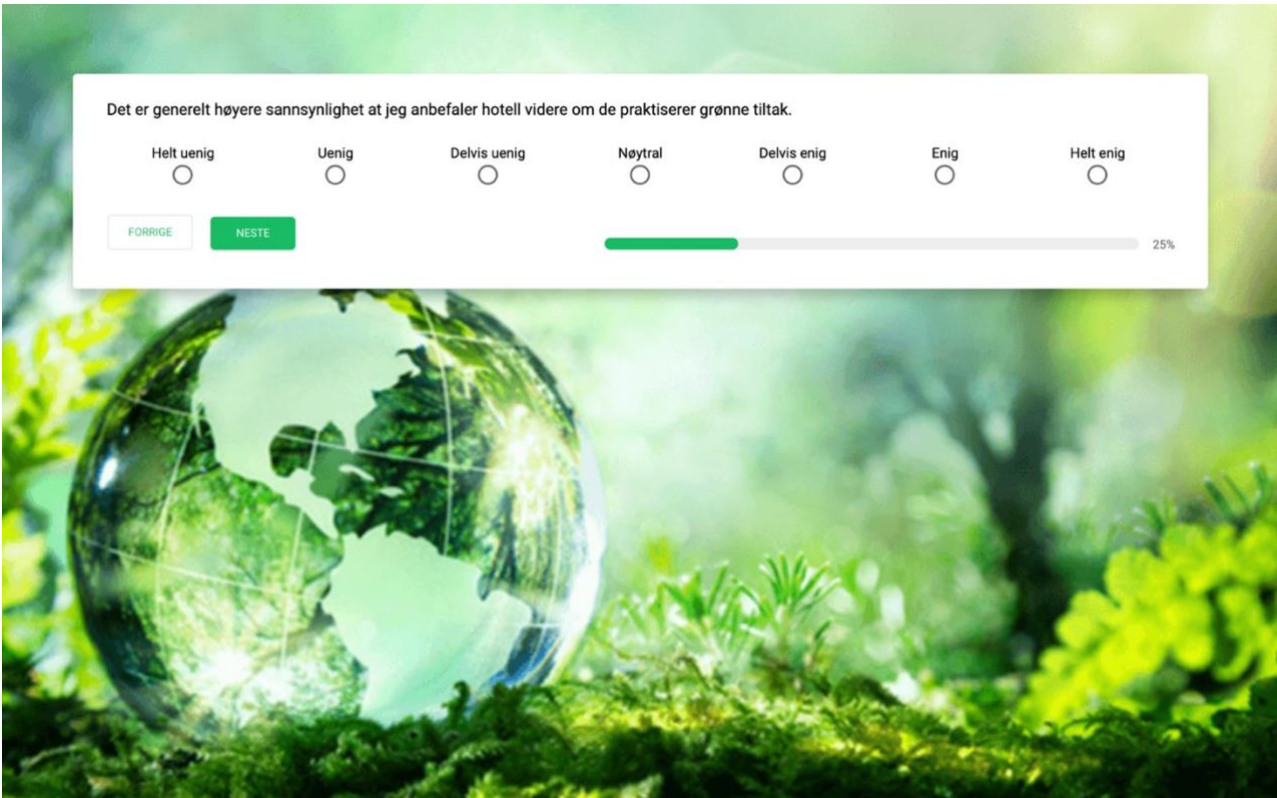 Det er generelt høyere sannsynlighet at jeg anbefaler hotell videre om de praktiserer grønne tiltak.
Helt uenig Uenig Delvis uenig Nøytral Delvis enig Enig Helt enig
FORRIGE NESTE 25%